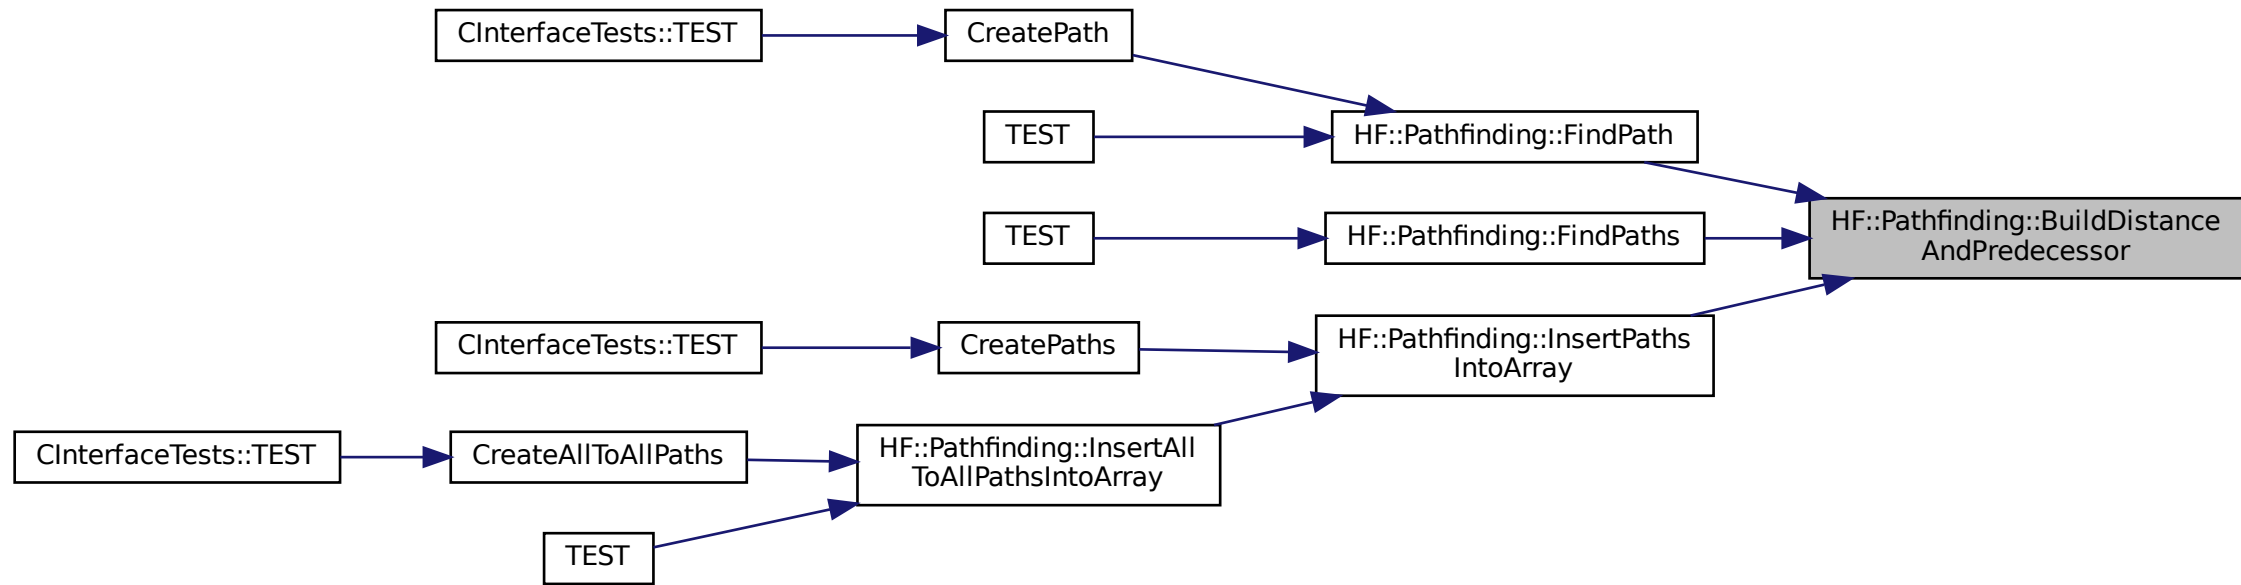 CInterfaceTests::TEST
CreatePath
TEST
HF::Pathfinding::FindPath
TEST
HF::Pathfinding::FindPaths
HF::Pathfinding::BuildDistance
AndPredecessor
CInterfaceTests::TEST
CreatePaths
HF::Pathfinding::InsertPaths
IntoArray
CInterfaceTests::TEST
CreateAllToAllPaths
HF::Pathfinding::InsertAll
ToAllPathsIntoArray
TEST